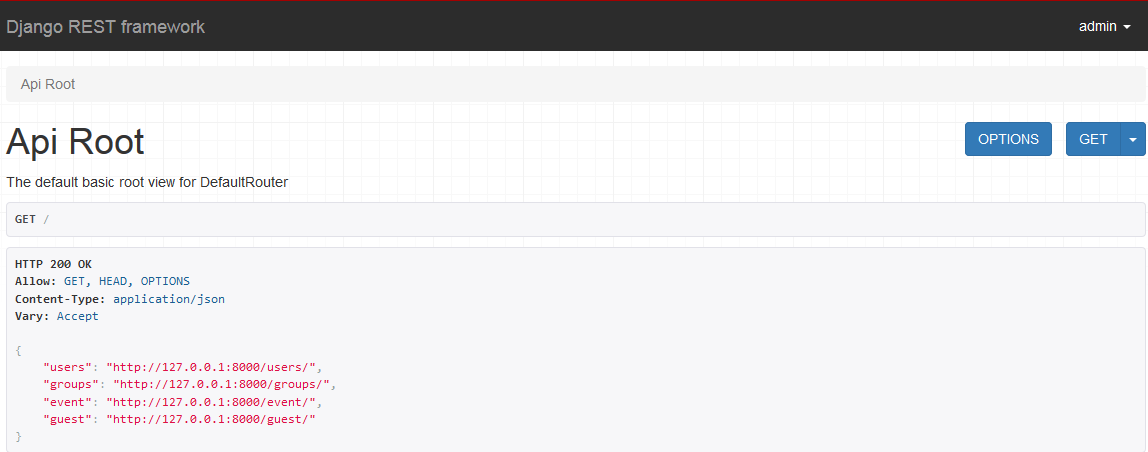 Django REST framework admin
Api Root
Api Root OPTIONS GET
The default basic root view for DefaultRouter
GET /
HTTP 200 OK
Allow: GET, HEAD, OPTIONS
Content-Type: application/json
Vary: Accept
{
    "users": "http://127.0.0.1:8000/users/",
    "groups": "http://127.0.0.1:8000/groups/",
    "event": "http://127.0.0.1:8000/event/",
    "guest": "http://127.0.0.1:8000/guest/"
}